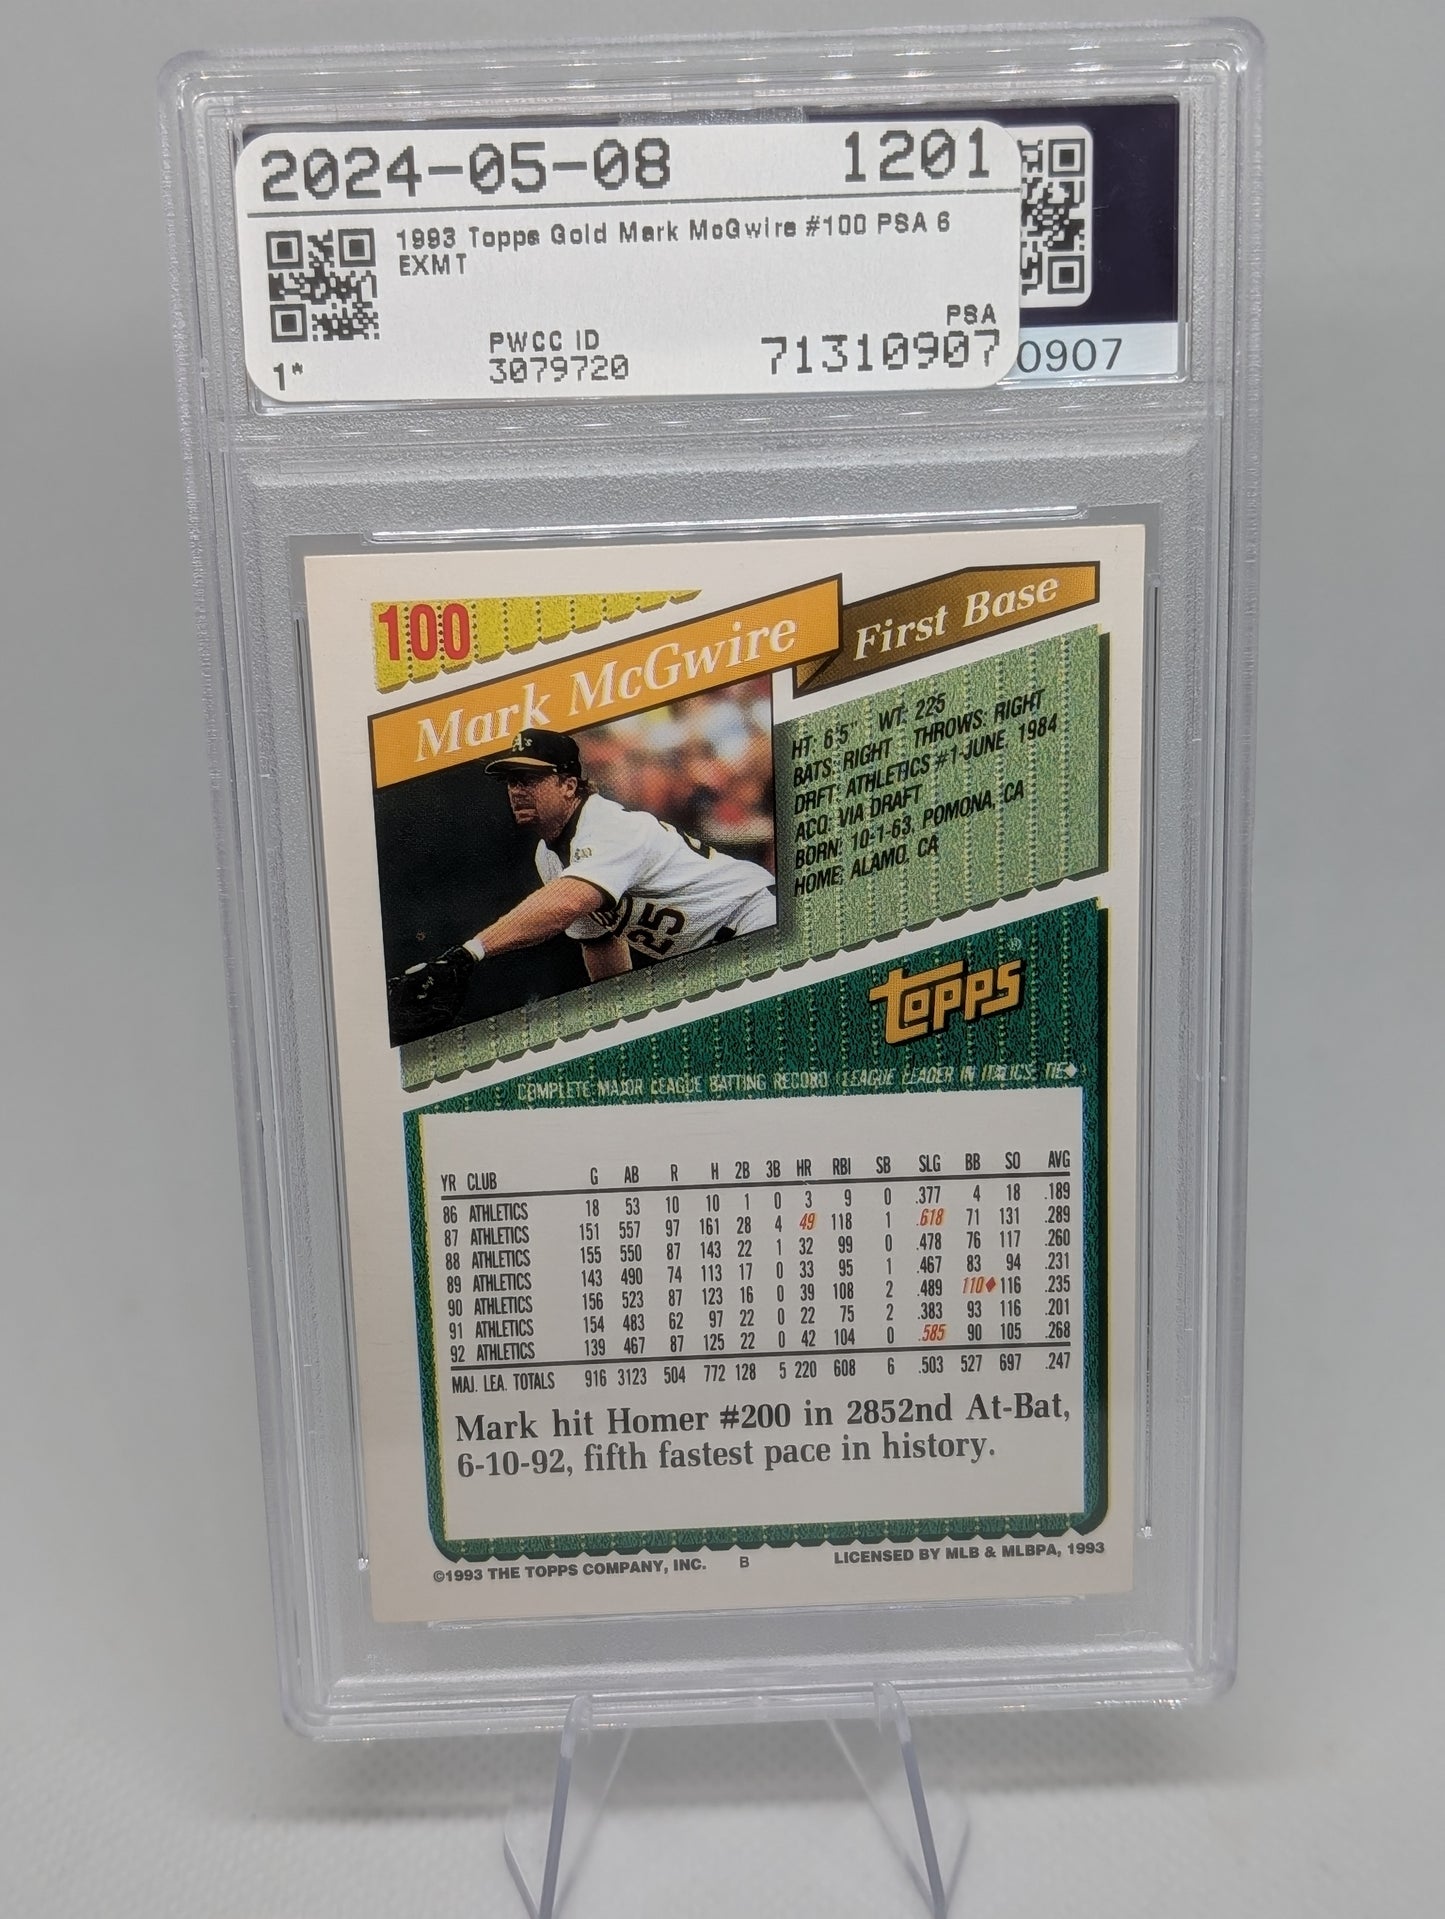 2024-05-08 1201
1993 Topps Gold Mark McGwire #100 PSA 6
EXMT
PSA
PWCC ID
3079720
71310907
1*
0907
100
Mark McGwire
First Base
A's
25
HT: 6'5" WT: 225
BATS: RIGHT THROWS: RIGHT
DRFT: ATHLETICS #1-JUNE, 1984
ACQ: VIA DRAFT
BORN: 10-1-63, POMONA, CA
HOME: ALAMO, CA
TOPPS®
COMPLETE MAJOR LEAGUE BATTING RECORD (LEAGUE LEADER IN ITALICS, TIE◆)
YR CLUB G AB R H 2B 3B HR RBI SB SLG BB SO AVG
86 ATHLETICS 18 53 10 10 1 0 3 9 0 .377 4 18 .189
87 ATHLETICS 151 557 97 161 28 4 49 118 1 .618 71 131 .289
88 ATHLETICS 155 550 87 143 22 1 32 99 0 .478 76 117 .260
89 ATHLETICS 143 490 74 113 17 0 33 95 1 .467 83 94 .231
90 ATHLETICS 156 523 87 123 16 0 39 108 2 .489 110◆ 116 .235
91 ATHLETICS 154 483 62 97 22 0 22 75 2 .383 93 116 .201
92 ATHLETICS 139 467 87 125 22 0 42 104 0 .585 90 105 .268
MAJ. LEA. TOTALS 916 3123 504 772 128 5 220 608 6 .503 527 697 .247
Mark hit Homer #200 in 2852nd At-Bat,
6-10-92, fifth fastest pace in history.
©1993 THE TOPPS COMPANY, INC. B LICENSED BY MLB & MLBPA, 1993